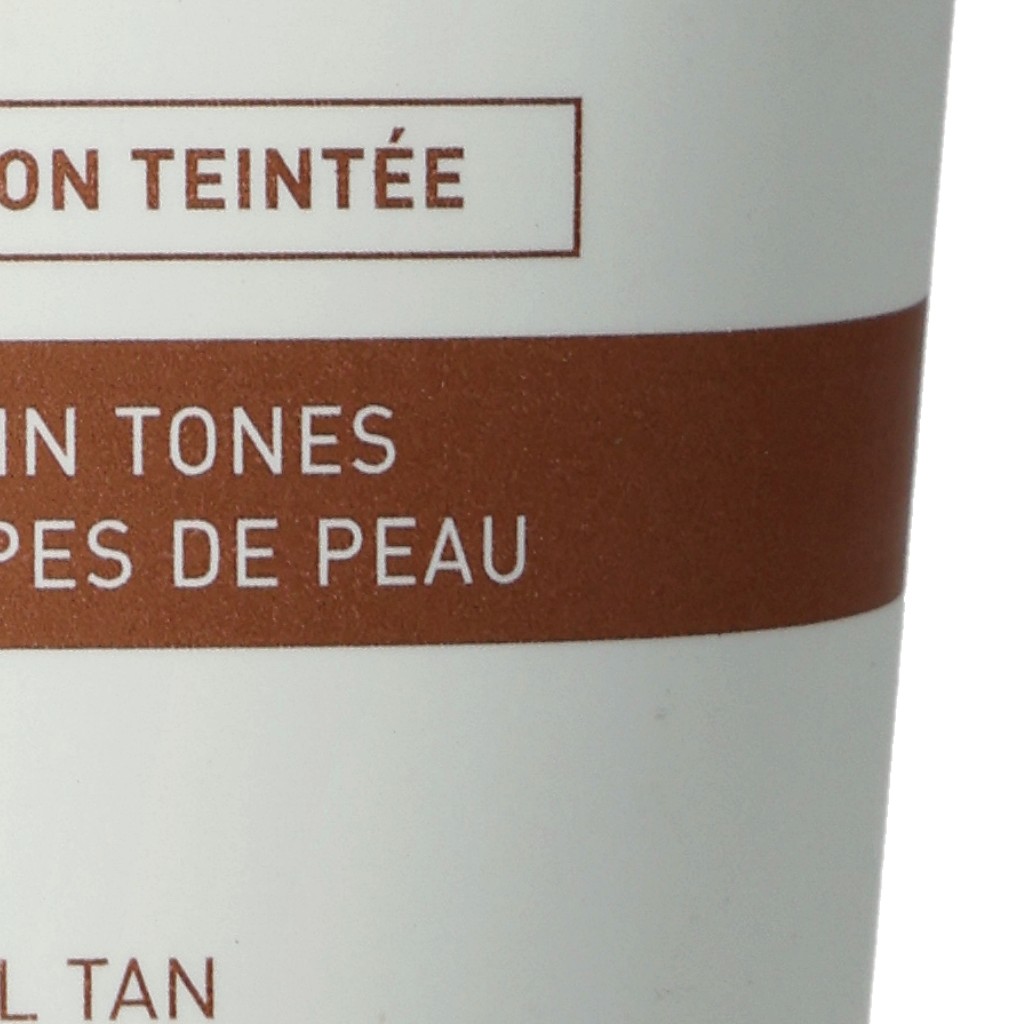 ON TEINTÉE
IN TONES
PES DE PEAU
L TAN